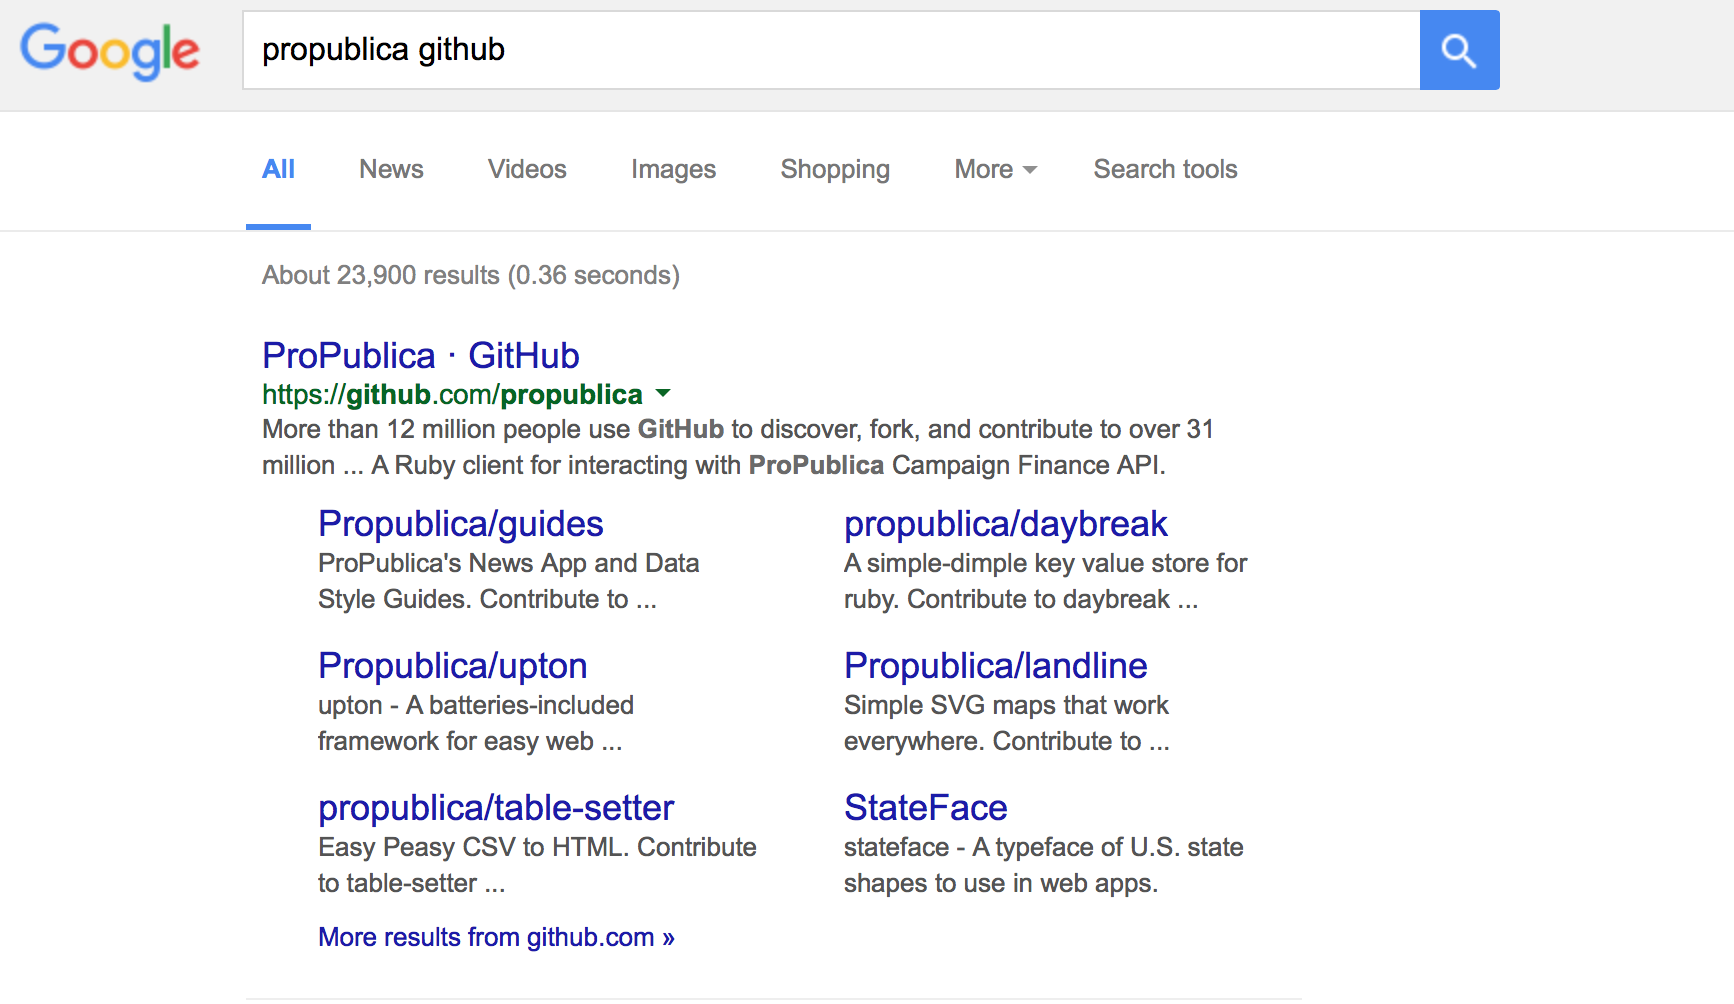 Google
propublica github
All News Videos Images Shopping More Search tools
About 23,900 results (0.36 seconds)
ProPublica · GitHub
https://github.com/propublica
More than 12 million people use GitHub to discover, fork, and contribute to over 31
million ... A Ruby client for interacting with ProPublica Campaign Finance API.
Propublica/guides
ProPublica's News App and Data
Style Guides. Contribute to ...
propublica/daybreak
A simple-dimple key value store for
ruby. Contribute to daybreak ...
Propublica/upton
upton - A batteries-included
framework for easy web ...
Propublica/landline
Simple SVG maps that work
everywhere. Contribute to ...
propublica/table-setter
Easy Peasy CSV to HTML. Contribute
to table-setter ...
StateFace
stateface - A typeface of U.S. state
shapes to use in web apps.
More results from github.com »